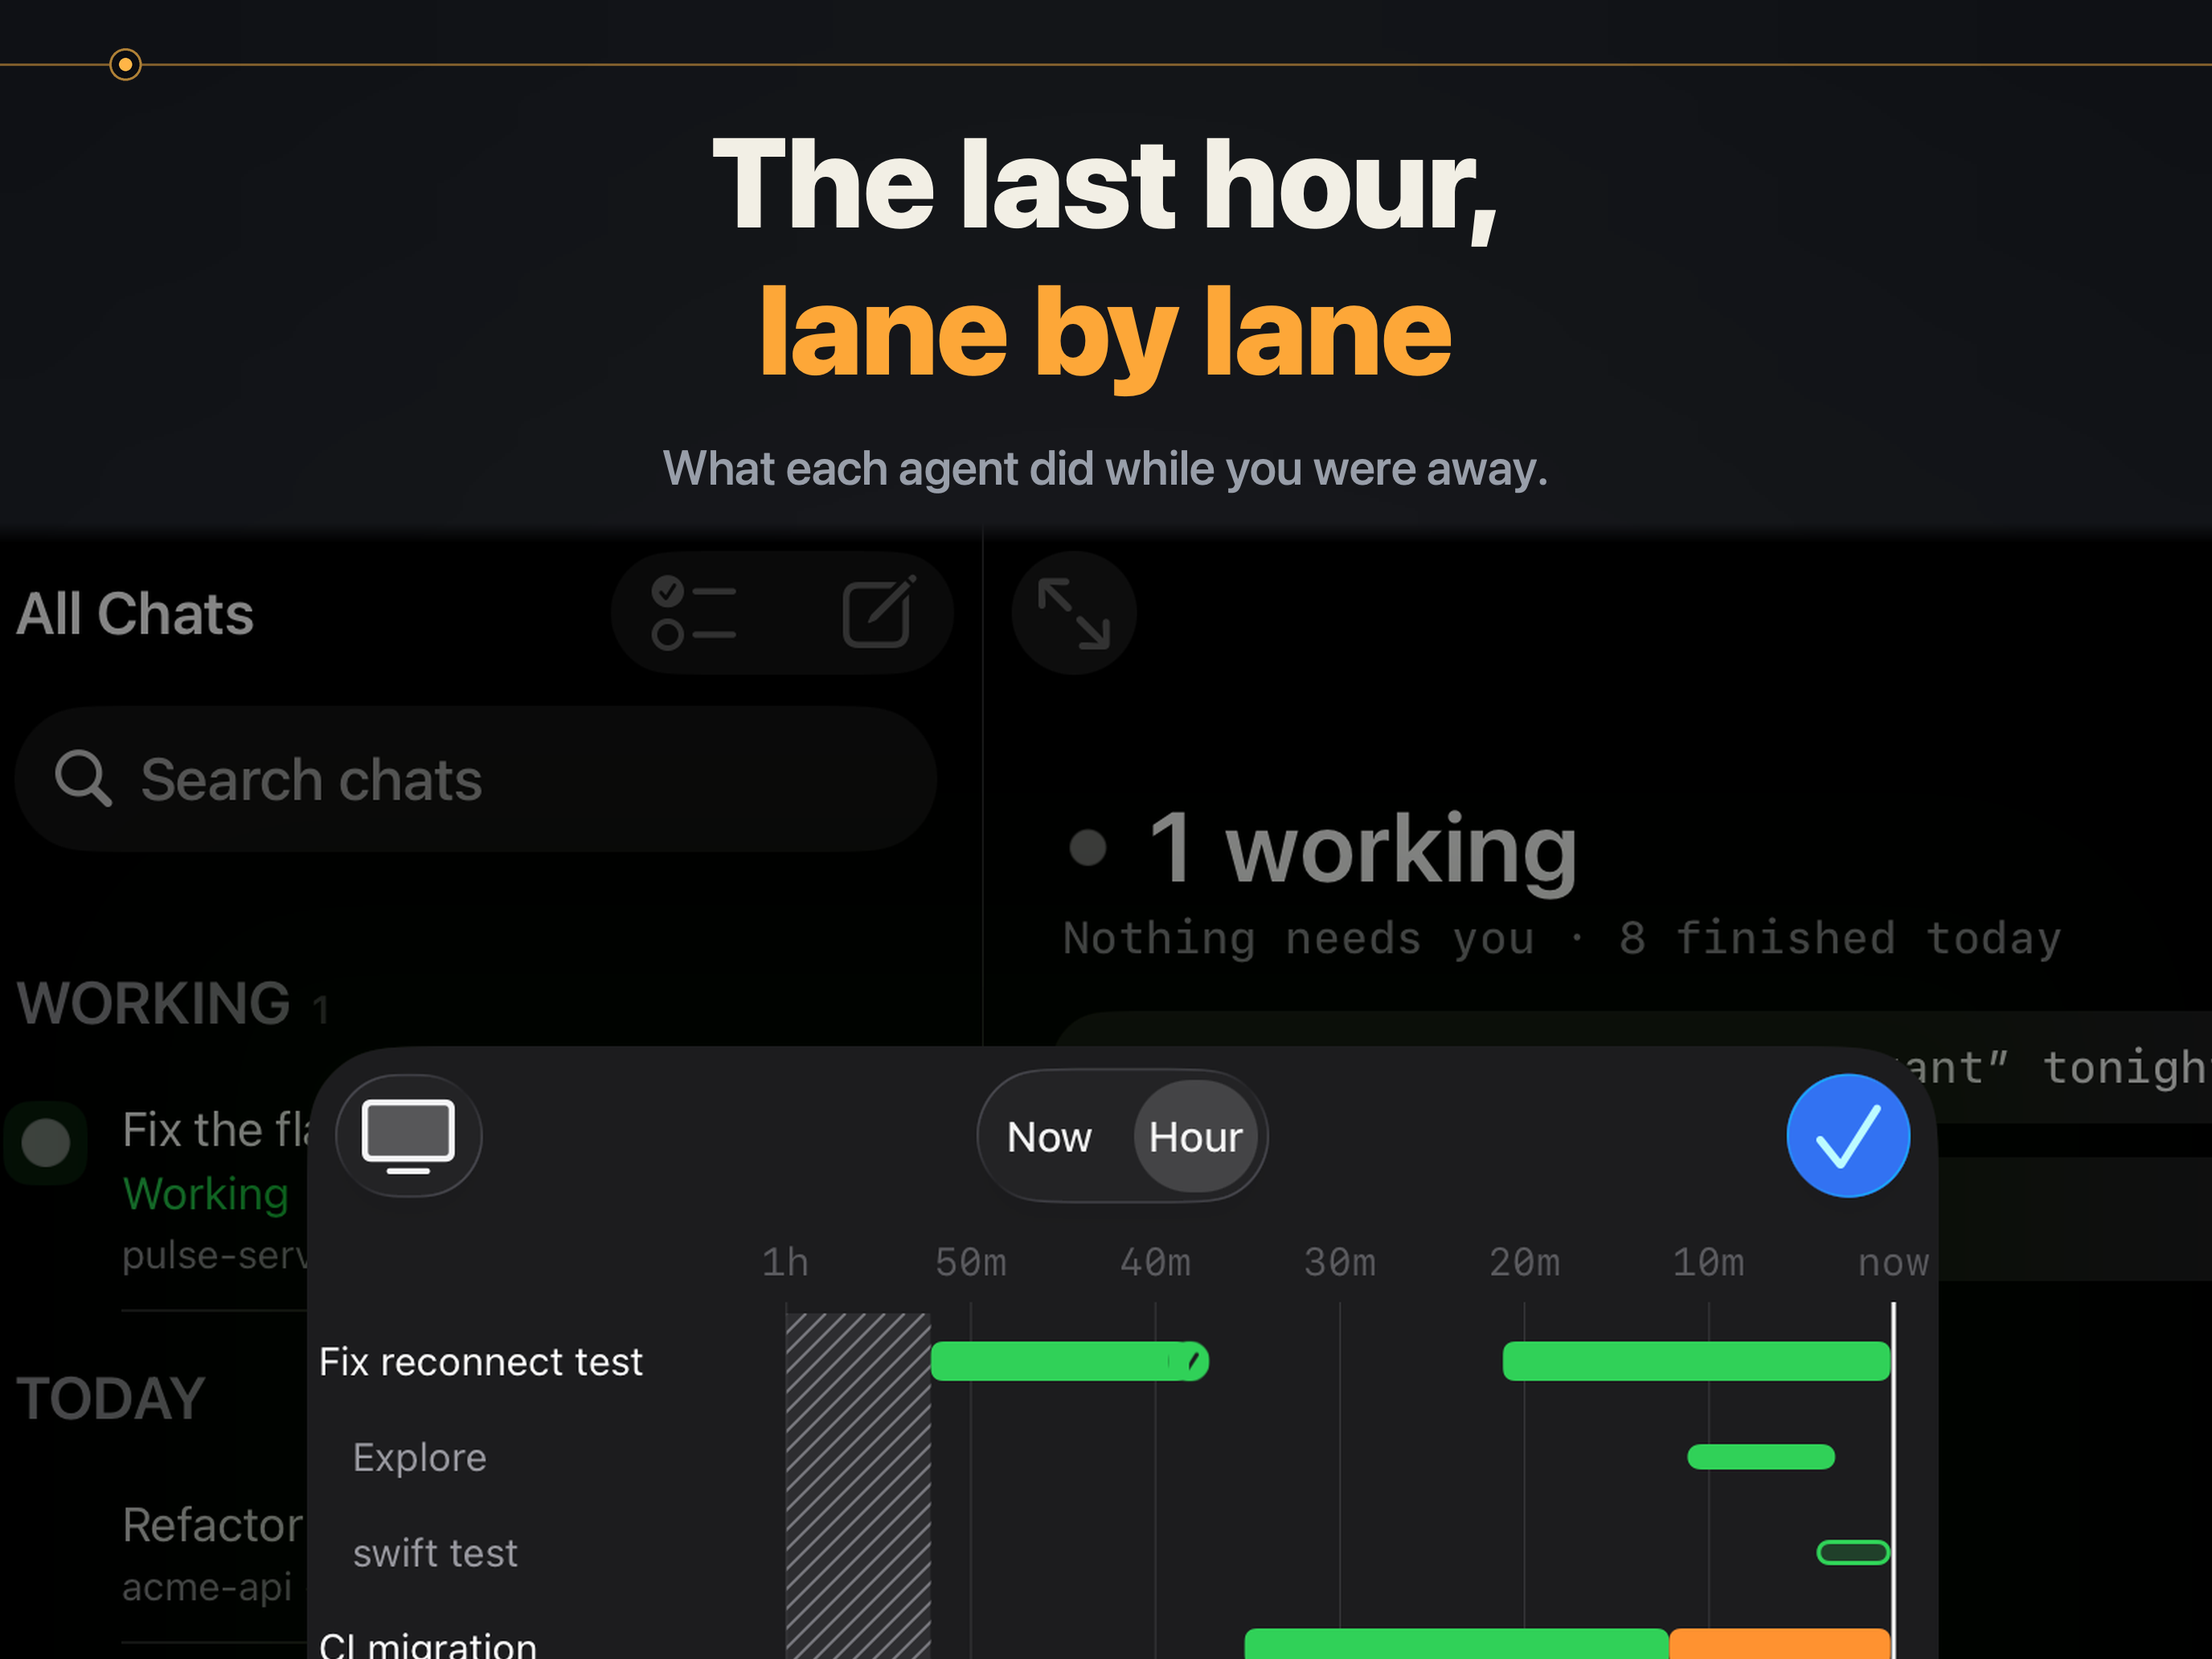 The last hour,
lane by lane
What each agent did while you were away.
All Chats
Search chats
1 working
Nothing needs you · 8 finished today
WORKING 1
Fix the
Working
TODAY
Refactor
acme-api
Now Hour
1h 50m 40m 30m 20m 10m now
Fix reconnect test
Explore
swift test
CI migration